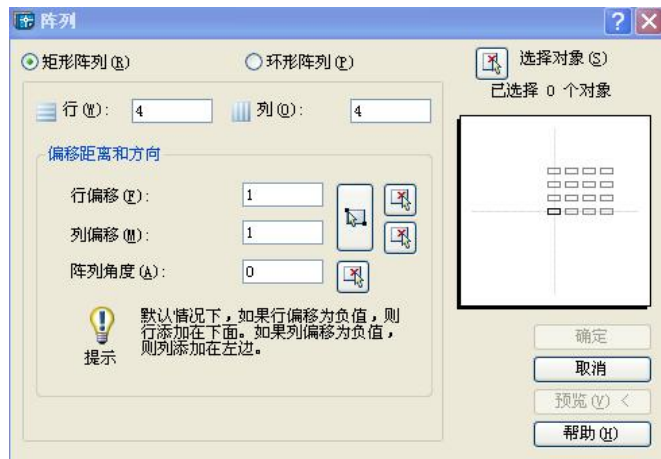 阵列
矩形阵列(R)
环形阵列(P)
选择对象(S)
已选择 0 个对象
行(W): 4
列(O): 4
偏移距离和方向
行偏移(F): 1
列偏移(M): 1
阵列角度(A): 0
提示
默认情况下，如果行偏移为负值，则
行添加在下面。如果列偏移为负值，
则列添加在左边。
确定
取消
预览(V) <
帮助(H)